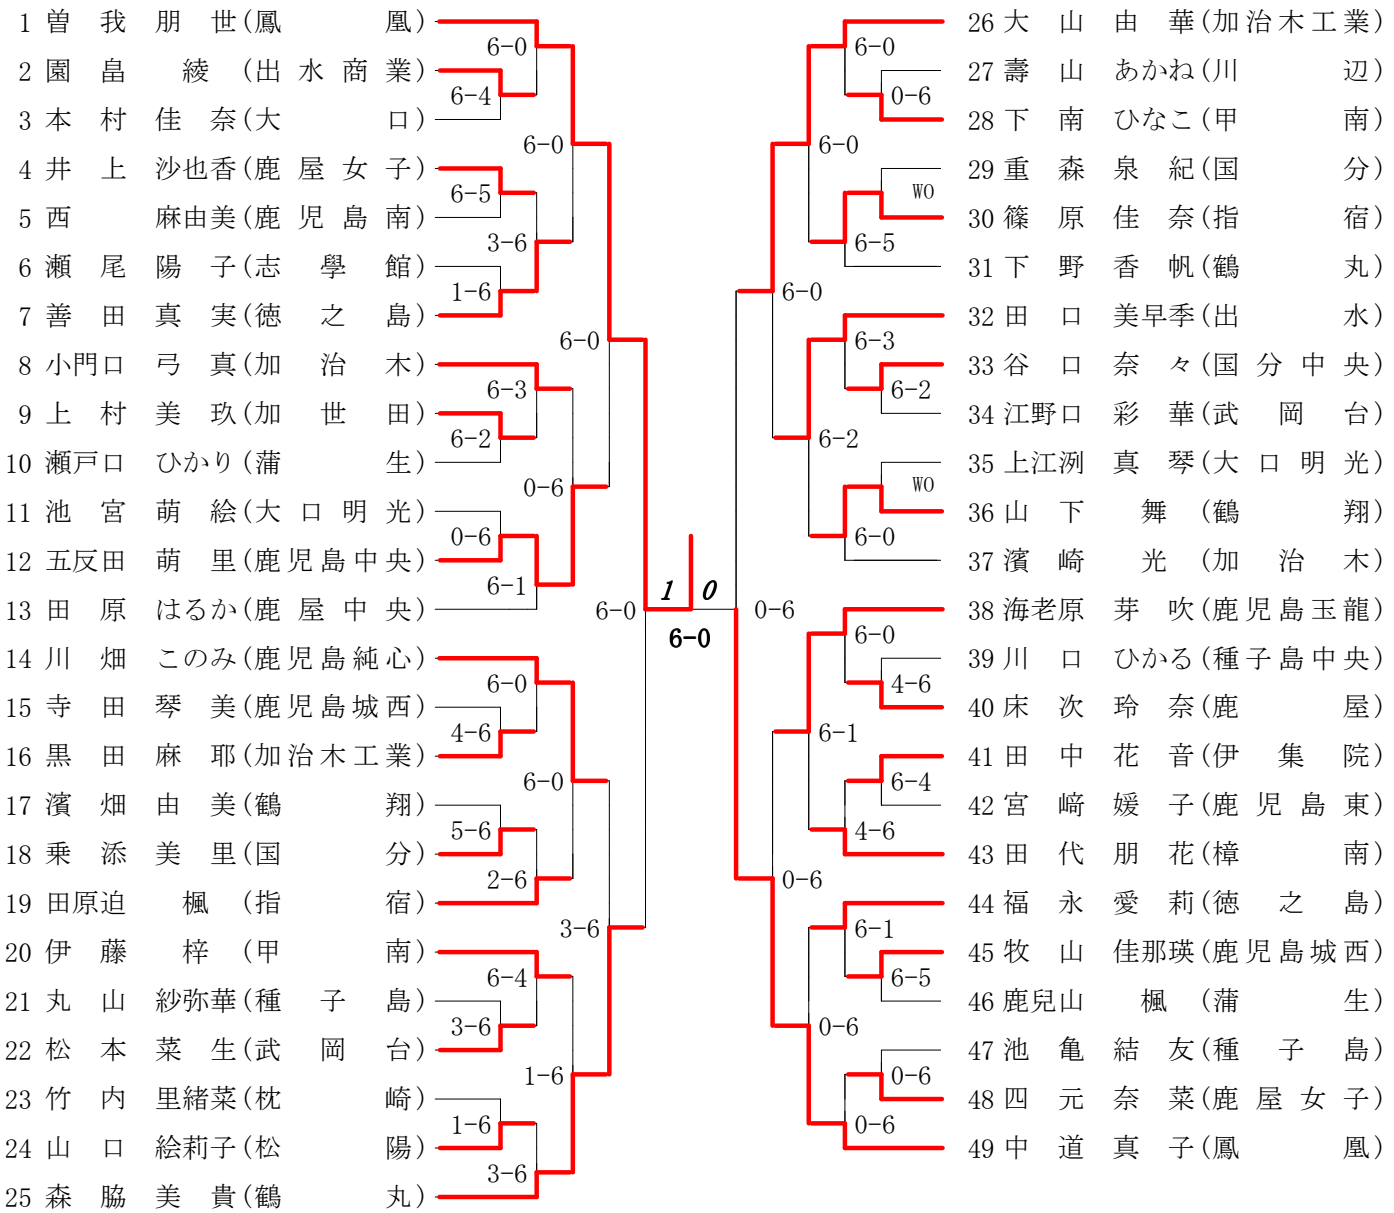 1 曽我 朋世(鳳凰)
6-0
2 園畠 綾(出水商業)
6-4
3 本村 佳奈(大口)
6-0
4 井上 沙也香(鹿屋女子)
6-5
5 西 麻由美(鹿児島南)
3-6
6 瀬尾 陽子(志學館)
1-6
7 善田 真実(徳之島)
6-0
8 小門口 弓真(加治木)
6-3
9 上村 美玖(加世田)
6-2
10 瀬戸口 ひかり(蒲生)
0-6
11 池宮 萌絵(大口明光)
0-6
12 五反田 萌里(鹿児島中央)
6-1
13 田原 はるか(鹿屋中央)
6-0
14 川畑 このみ(鹿児島純心)
6-0
15 寺田 琴美(鹿児島城西)
4-6
16 黒田 麻耶(加治木工業)
6-0
17 濱畑 由美(鶴翔)
5-6
18 乗添 美里(国分)
2-6
19 田原迫 楓(指宿)
3-6
20 伊藤 梓(甲南)
6-4
21 丸山 紗弥華(種子島)
3-6
22 松本 菜生(武岡台)
1-6
23 竹内 里緒菜(枕崎)
1-6
24 山口 絵莉子(松陽)
3-6
25 森脇 美貴(鶴丸)
1 0
6-0
26 大山 由華(加治木工業)
6-0
27 壽山 あかね(川辺)
0-6
28 下南 ひなこ(甲南)
6-0
29 重森 泉紀(国分)
WO
30 篠原 佳奈(指宿)
6-5
31 下野 香帆(鶴丸)
6-0
32 田口 美早季(出水)
6-3
33 谷口 奈々(国分中央)
6-2
34 江野口 彩華(武岡台)
6-2
35 上江洌 真琴(大口明光)
WO
36 山下 舞(鶴翔)
6-0
37 濱崎 光(加治木)
0-6
38 海老原 芽吹(鹿児島玉龍)
6-0
39 川口 ひかる(種子島中央)
4-6
40 床次 玲奈(鹿屋)
6-1
41 田中 花音(伊集院)
6-4
42 宮﨑 媛子(鹿児島東)
4-6
43 田代 朋花(樟南)
0-6
44 福永 愛莉(徳之島)
6-1
45 牧山 佳那瑛(鹿児島城西)
6-5
46 鹿兒山 楓(蒲生)
0-6
47 池亀 結友(種子島)
0-6
48 四元 奈菜(鹿屋女子)
0-6
49 中道 真子(鳳凰)